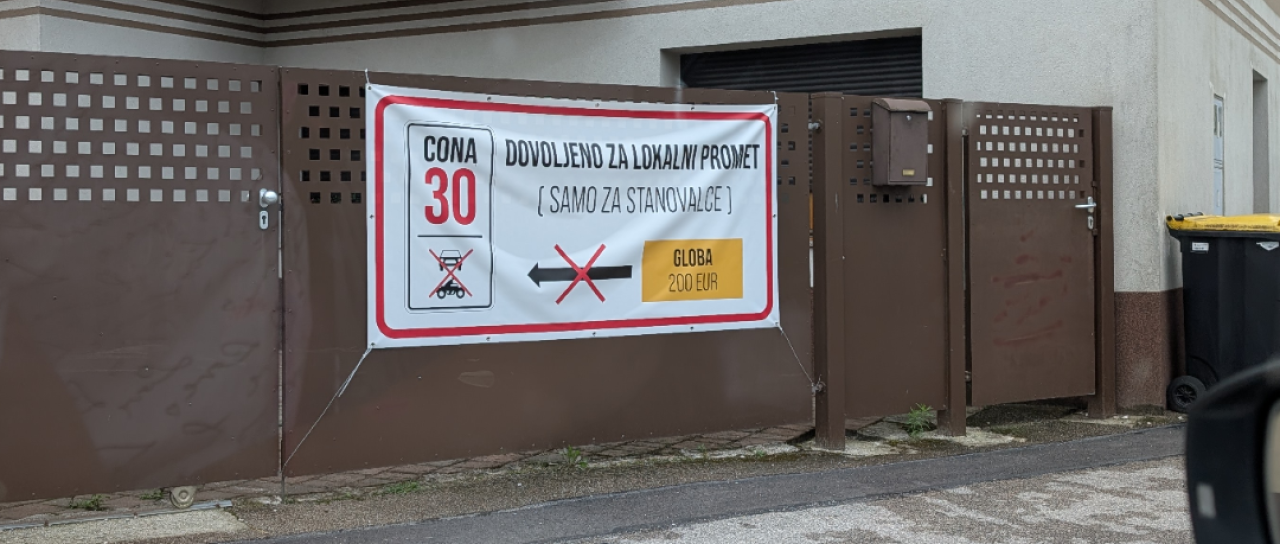 CONA
30
DOVOLJENO ZA LOKALNI PROMET
( SAMO ZA STANOVALCE )
GLOBA
200 EUR